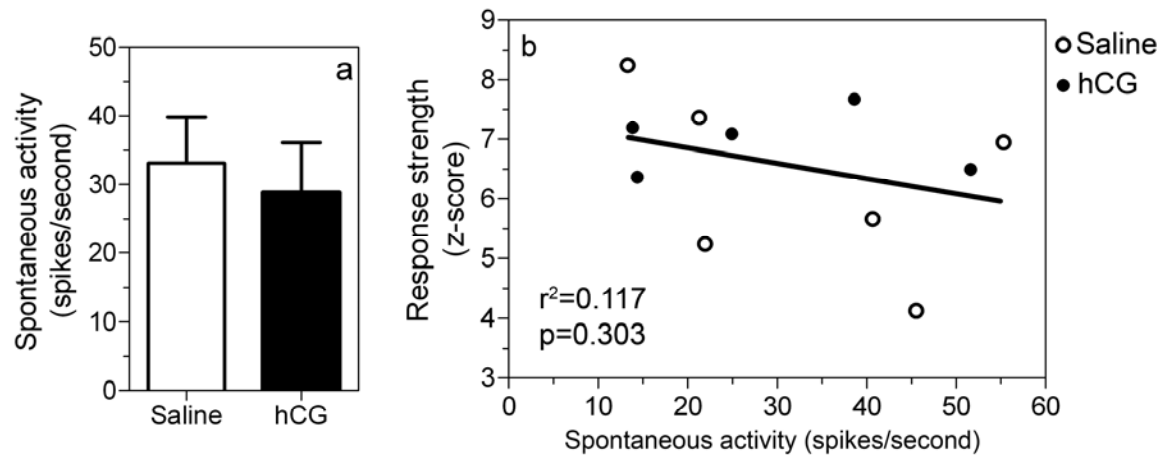 a
Spontaneous activity
(spikes/second)
50
40
30
20
10
0
Saline
hCG
b
Response strength
(z-score)
9
8
7
6
5
4
3
r²=0.117
p=0.303
0
10
20
30
40
50
60
Spontaneous activity (spikes/second)
Saline
hCG